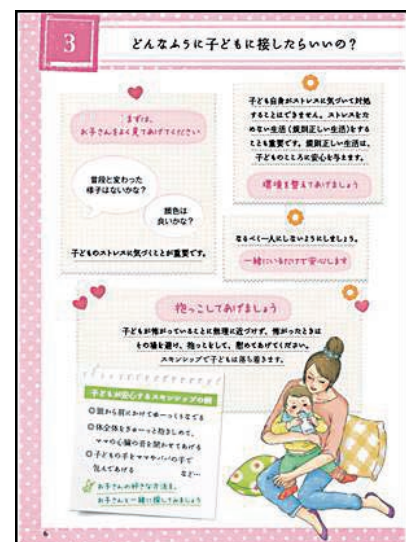 3
どんなように子どもに接したらいいの？
まずは、
お子さんをよく見てあげてください
普段と変わった
様子はないかな？
顔色は
良いかな？
子どものストレスに気づくことが重要です。
子ども自身がストレスに気づいて対処
することはできません。ストレスをた
めない生活（規則正しい生活）をする
ことも重要です。規則正しい生活は、
子どものこころに安心を与えます。
環境を整えてあげましょう
なるべく一人にしないようにしましょう。
一緒にいるだけで安心します
抱っこしてあげましょう
子どもが怖がっていることに無理に近づけず、怖がったときは
その場を避け、抱っこをして、慰めてあげてください。
スキンシップで子どもは落ち着きます。
子どもが安心するスキンシップの例
◎頭から肩にかけてゆーっくりなでる
◎体全体をぎゅーっと抱きしめて、
ママの心臓の音を聞かせてあげる
◎子どもの手をママやパパの手で
包んであげる など…
お子さんの好きな方法を、
お子さんと一緒に探してみましょう
6